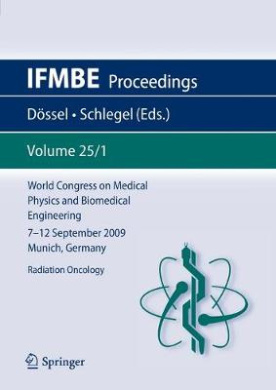 IFMBE Proceedings
Dössel · Schlegel (Eds.)
Volume 25/1
World Congress on Medical
Physics and Biomedical
Engineering
7–12 September 2009
Munich, Germany
Radiation Oncology
Springer